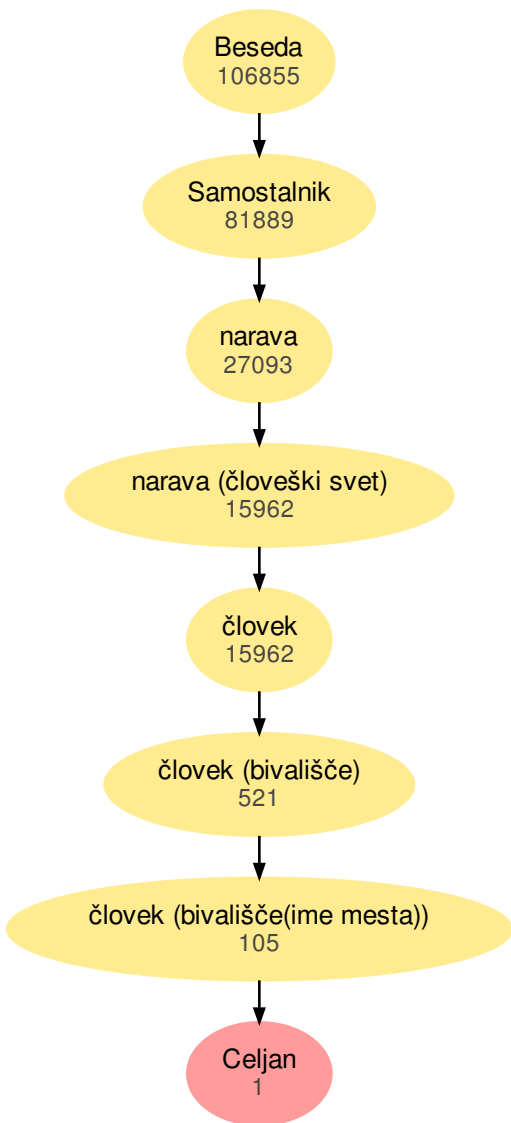 Beseda
106855
Samostalnik
81889
narava
27093
narava (človeški svet)
15962
človek
15962
človek (bivališče)
521
človek (bivališče(ime mesta))
105
Celjan
1